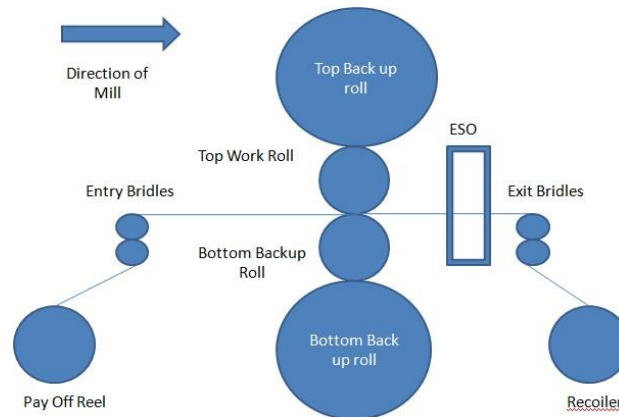 Direction of
Mill
Top Back up
roll
ESO
Top Work Roll
Entry Bridles
Exit Bridles
Bottom Backup
Roll
Bottom Back
up roll
Pay Off Reel
Recoiler